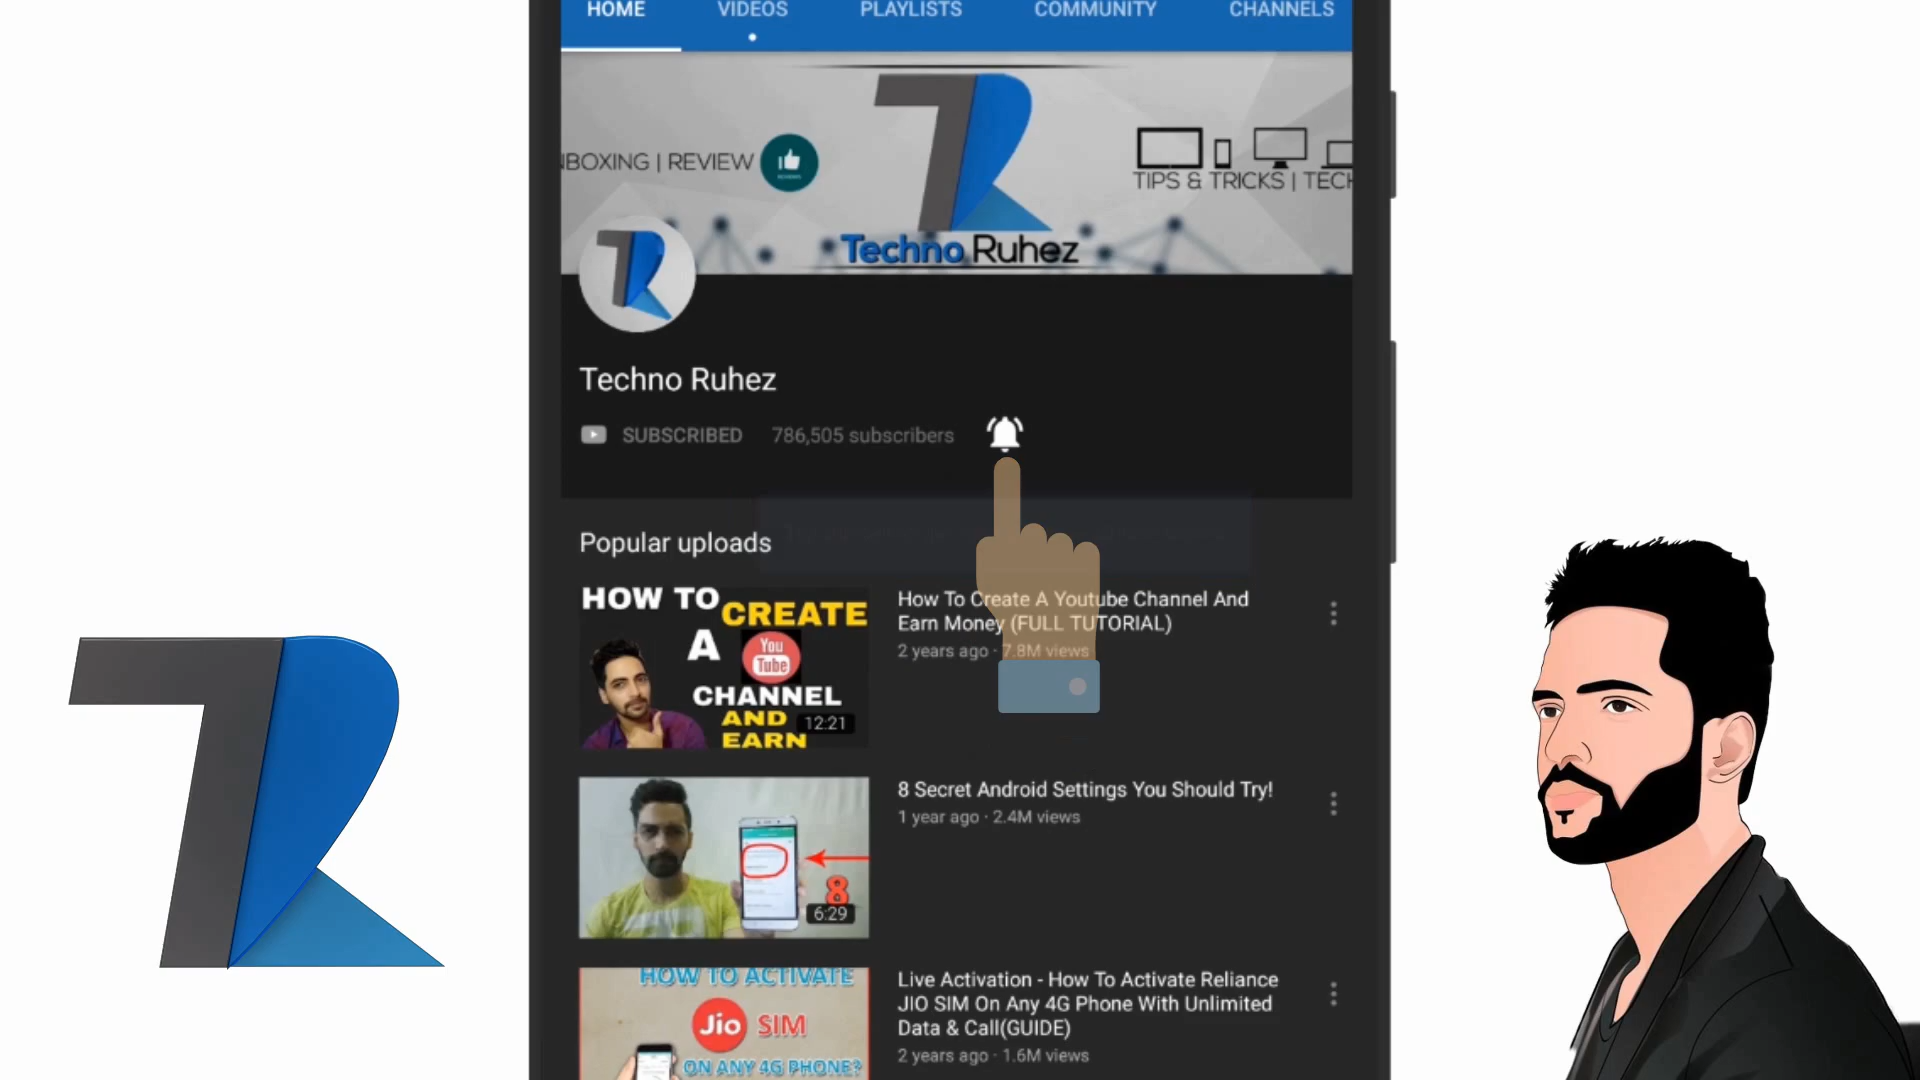 HOME VIDEOS PLAYLISTS COMMUNITY CHANNELS
NBOXING | REVIEW
TIPS & TRICKS | TECH
Techno Ruhez
Techno Ruhez
SUBSCRIBED 786,505 subscribers
Popular uploads
HOW TO CREATE
A You Tube
CHANNEL
AND
EARN
12:21
How To Create A Youtube Channel And
Earn Money (FULL TUTORIAL)
2 years ago · 7.8M views
8
6:29
8 Secret Android Settings You Should Try!
1 year ago · 2.4M views
HOW TO ACTIVATE
Jio SIM
ON ANY 4G PHONE?
Live Activation - How To Activate Reliance
JIO SIM On Any 4G Phone With Unlimited
Data & Call(GUIDE)
2 years ago · 1.6M views